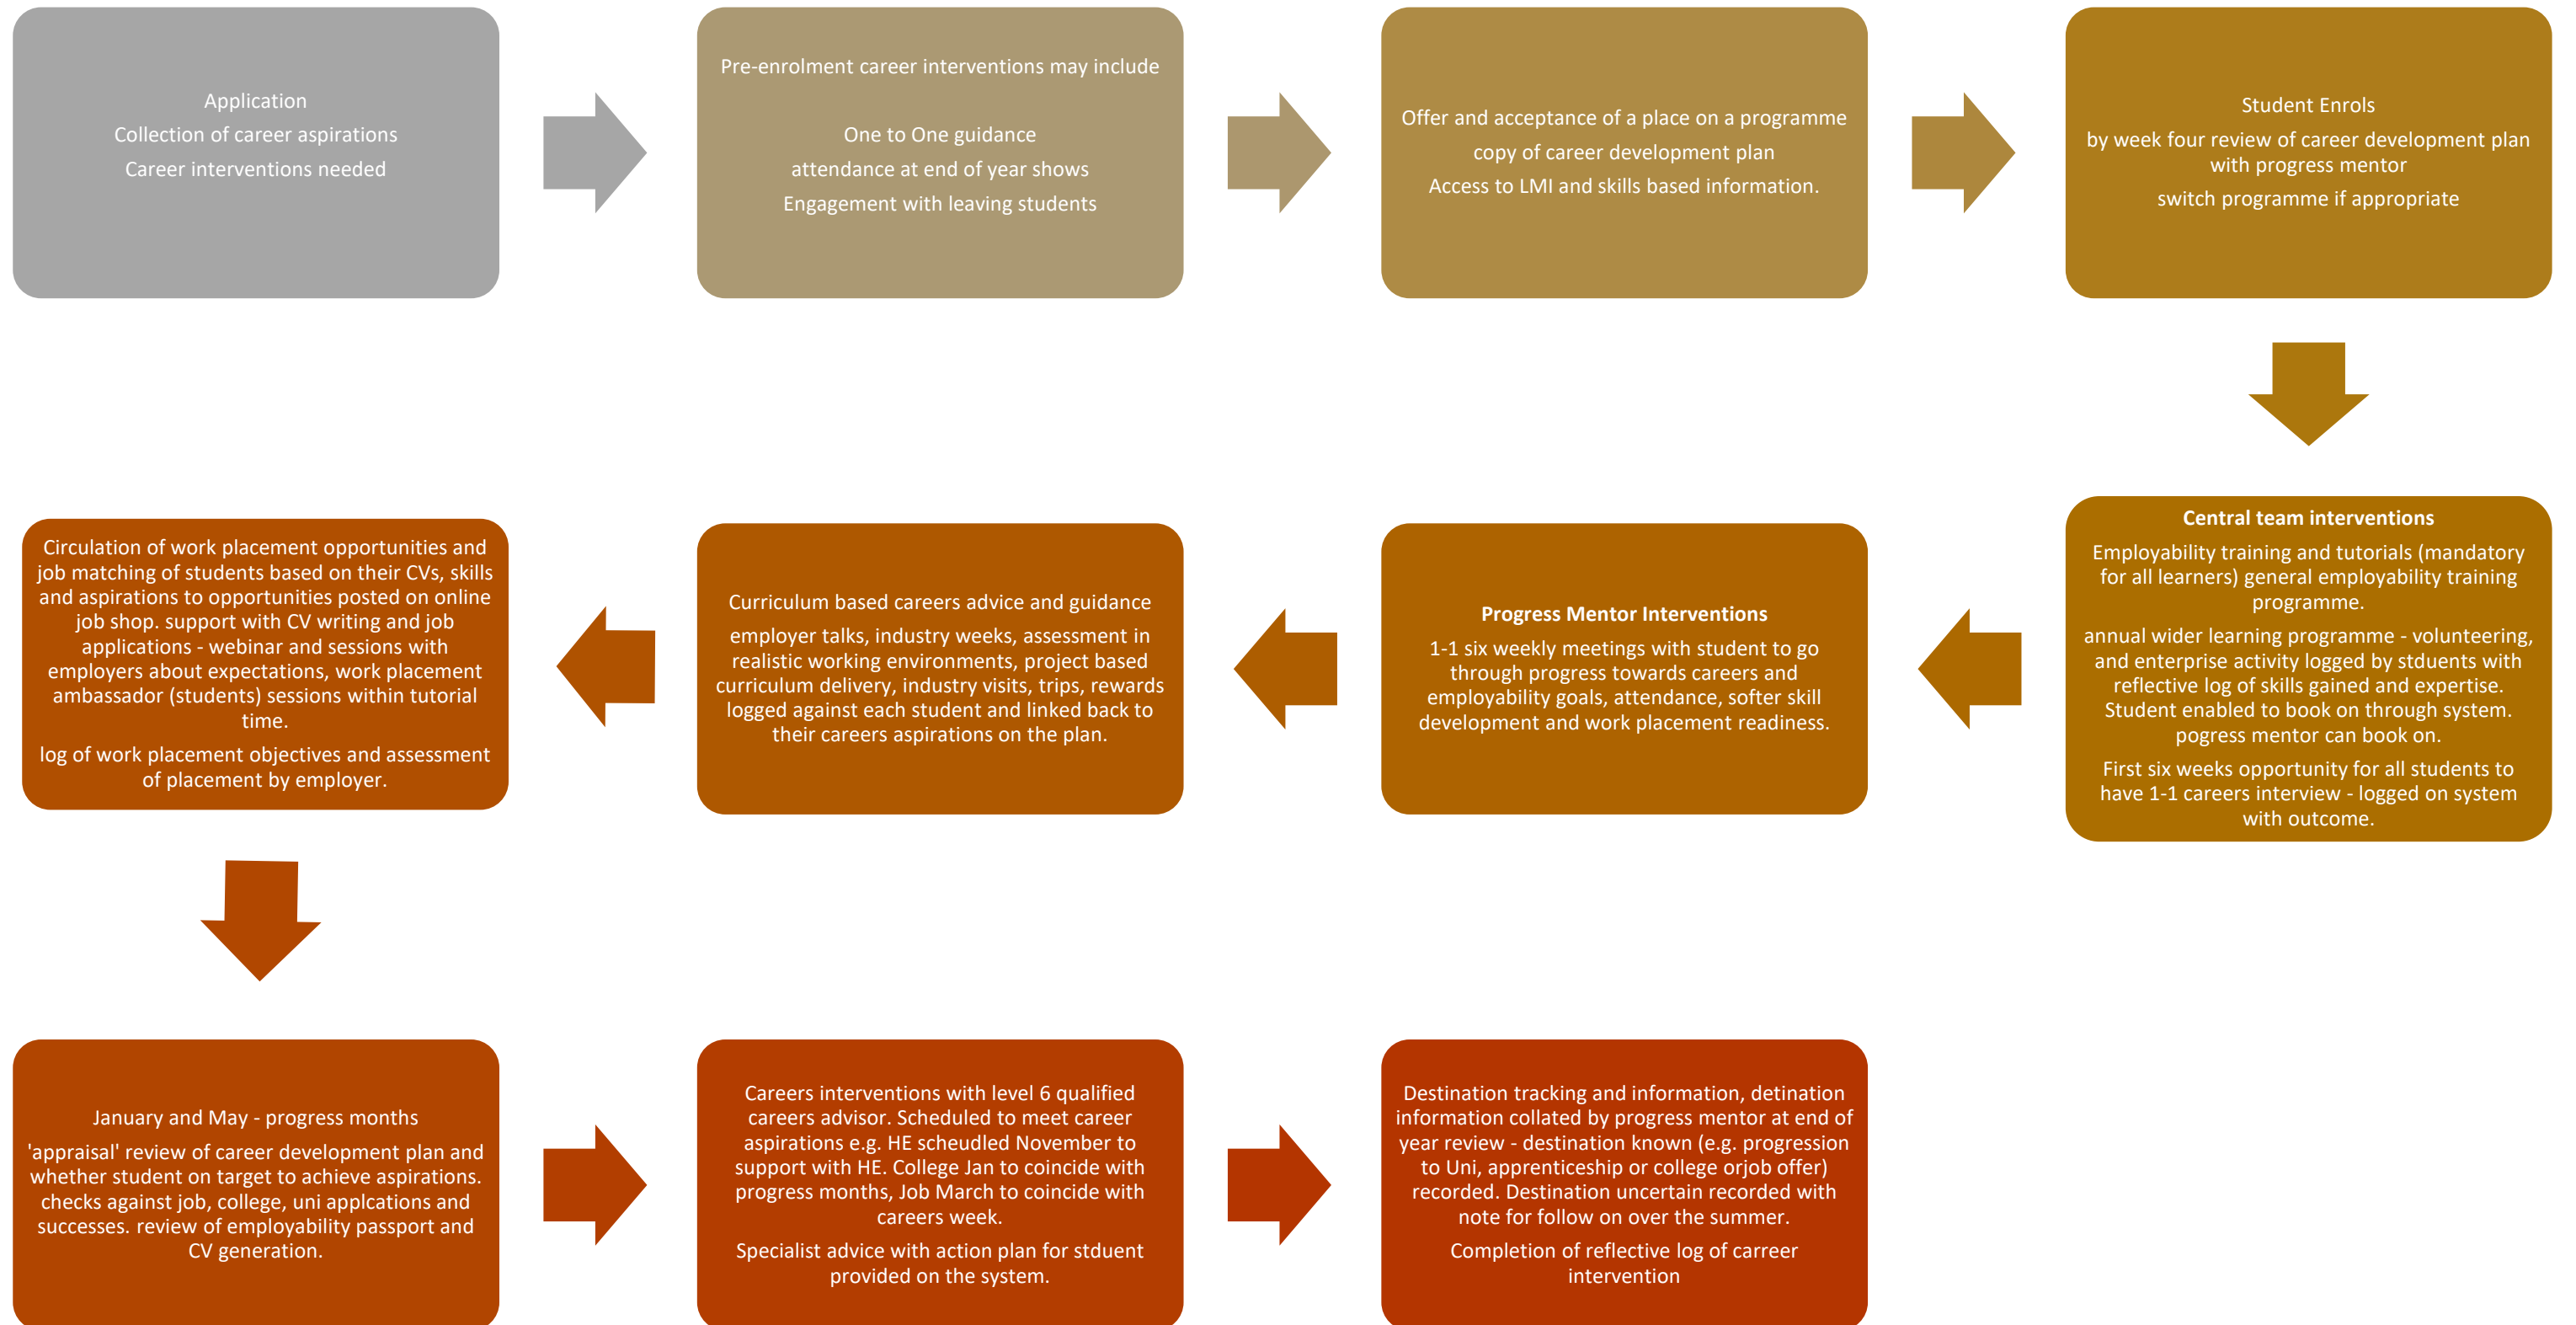 Application
Collection of career aspirations
Career interventions needed
Pre-enrolment career interventions may include
One to One guidance
attendance at end of year shows
Engagement with leaving students
Offer and acceptance of a place on a programme
copy of career development plan
Access to LMI and skills based information.
Student Enrols
by week four review of career development plan
with progress mentor
switch programme if appropriate
Central team interventions
Employability training and tutorials (mandatory
for all learners) general employability training
programme.
annual wider learning programme - volunteering,
and enterprise activity logged by stduents with
reflective log of skills gained and expertise.
Student enabled to book on through system.
pogress mentor can book on.
First six weeks opportunity for all students to
have 1-1 careers interview - logged on system
with outcome.
Progress Mentor Interventions
1-1 six weekly meetings with student to go
through progress towards careers and
employability goals, attendance, softer skill
development and work placement readiness.
Curriculum based careers advice and guidance
employer talks, industry weeks, assessment in
realistic working environments, project based
curriculum delivery, industry visits, trips, rewards
logged against each student and linked back to
their careers aspirations on the plan.
Circulation of work placement opportunities and
job matching of students based on their CVs, skills
and aspirations to opportunities posted on online
job shop. support with CV writing and job
applications - webinar and sessions with
employers about expectations, work placement
ambassador (students) sessions within tutorial
time.
log of work placement objectives and assessment
of placement by employer.
January and May - progress months
'appraisal' review of career development plan and
whether student on target to achieve aspirations.
checks against job, college, uni applcations and
successes. review of employability passport and
CV generation.
Careers interventions with level 6 qualified
careers advisor. Scheduled to meet career
aspirations e.g. HE scheudled November to
support with HE. College Jan to coincide with
progress months, Job March to coincide with
careers week.
Specialist advice with action plan for stduent
provided on the system.
Destination tracking and information, detination
information collated by progress mentor at end of
year review - destination known (e.g. progression
to Uni, apprenticeship or college orjob offer)
recorded. Destination uncertain recorded with
note for follow on over the summer.
Completion of reflective log of carreer
intervention